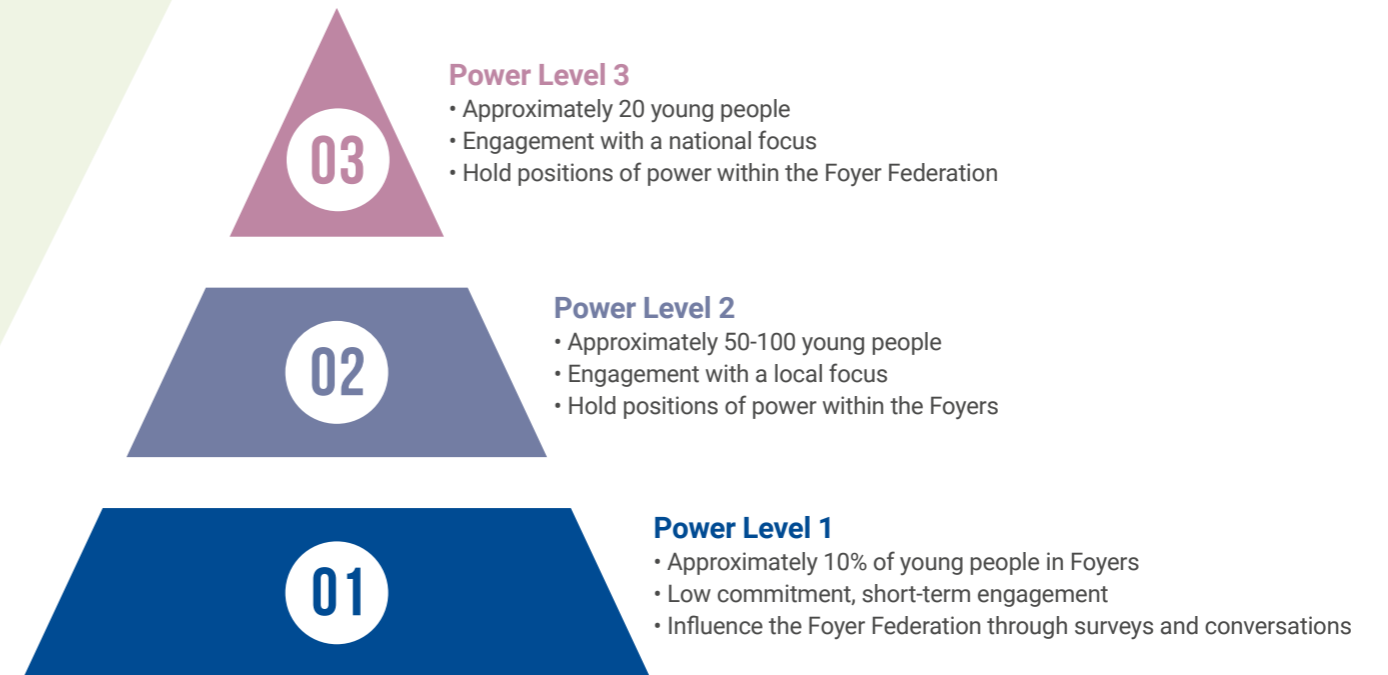 03
Power Level 3
• Approximately 20 young people
• Engagement with a national focus
• Hold positions of power within the Foyer Federation
02
Power Level 2
• Approximately 50-100 young people
• Engagement with a local focus
• Hold positions of power within the Foyers
01
Power Level 1
• Approximately 10% of young people in Foyers
• Low commitment, short-term engagement
• Influence the Foyer Federation through surveys and conversations